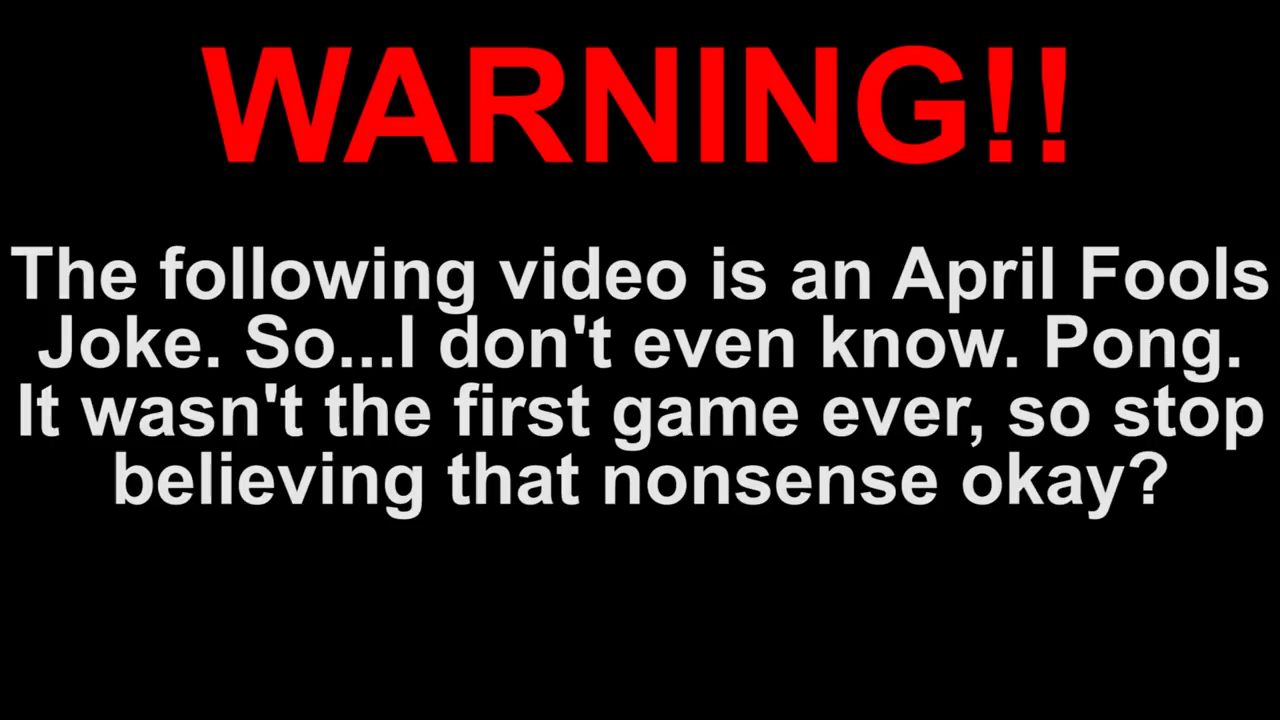 WARNING!!
The following video is an April Fools
Joke. So...I don't even know. Pong.
It wasn't the first game ever, so stop
believing that nonsense okay?